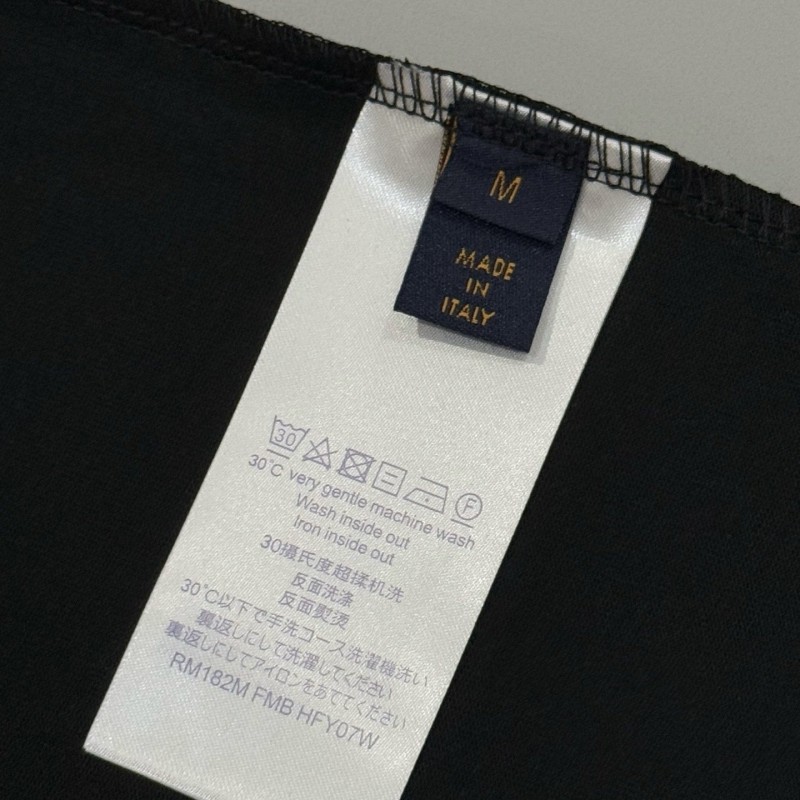 M
MADE
IN
ITALY
30
F
30°C very gentle machine wash
Wash inside out
Iron inside out
30摄氏度超揉机洗
反面洗涤
反面熨烫
30℃以下で手洗コース洗濯機洗い
裏返しにして洗濯してください
裏返しにしてアイロンをあててください
RM182M FMB HFY07W